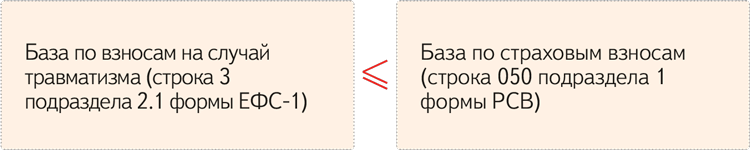 База по взносам на случай
травматизма (строка 3
подраздела 2.1 формы ЕФС-1)
⩽
База по страховым взносам
(строка 050 подраздела 1
формы РСВ)